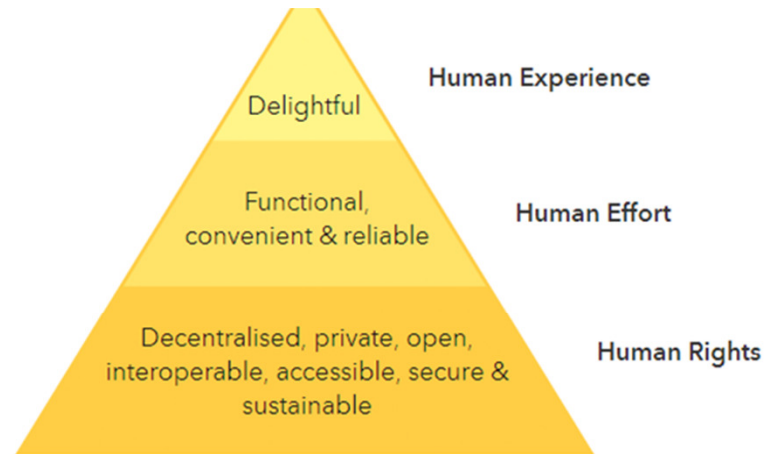 Human Experience
Delightful
Functional,
convenient & reliable
Human Effort
Decentralised, private, open,
interoperable, accessible, secure &
sustainable
Human Rights